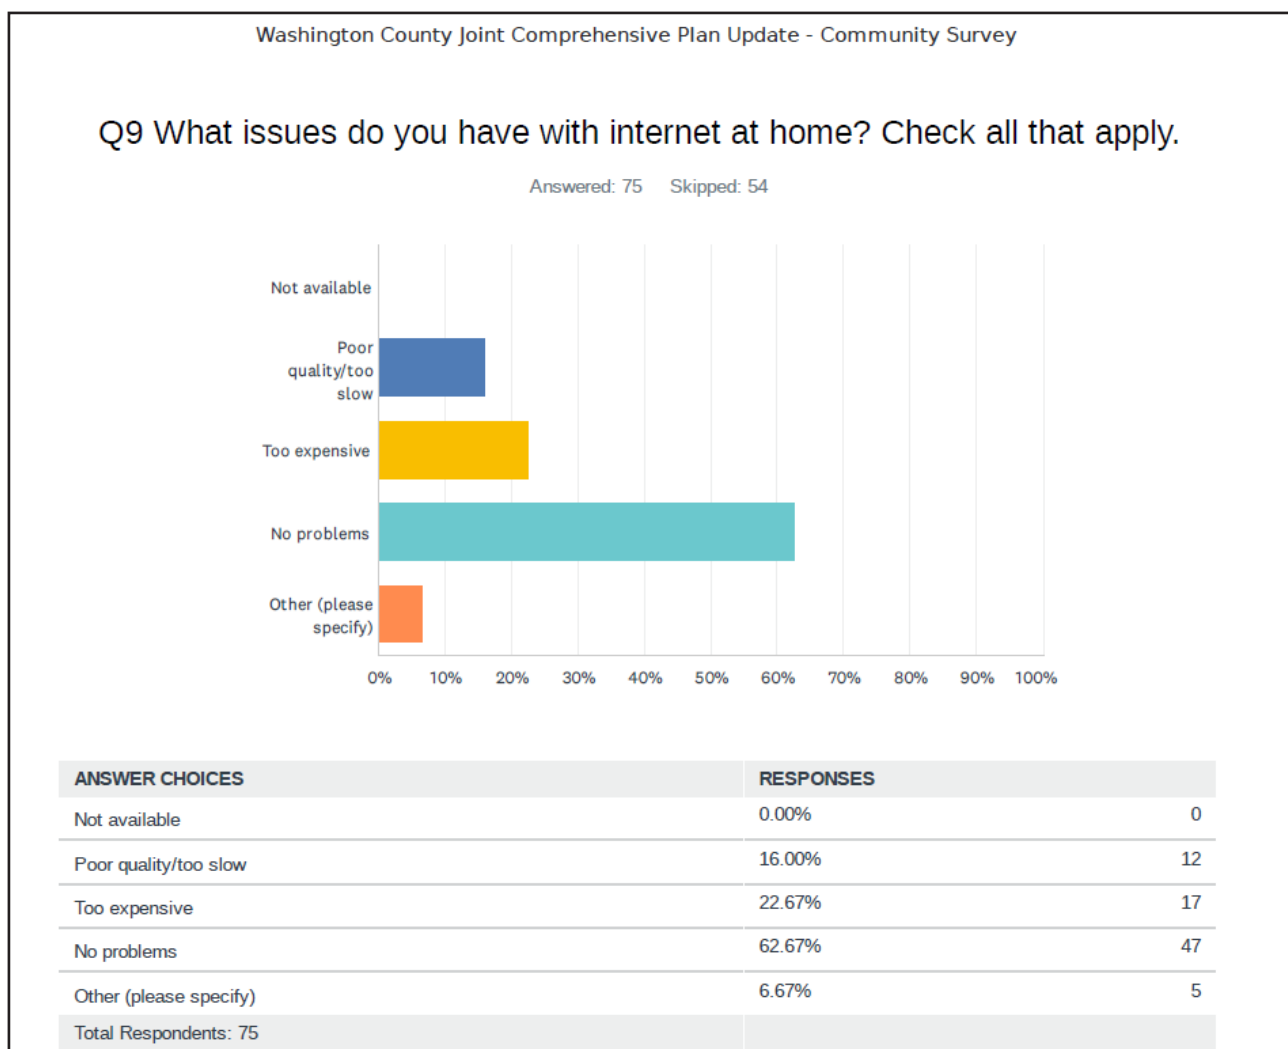 Washington County Joint Comprehensive Plan Update - Community Survey
Q9 What issues do you have with internet at home? Check all that apply.
Answered: 75 Skipped: 54
Not available
Poor
quality/too
slow
Too expensive
No problems
Other (please
specify)
0% 10% 20% 30% 40% 50% 60% 70% 80% 90% 100%
ANSWER CHOICES RESPONSES
Not available 0.00% 0
Poor quality/too slow 16.00% 12
Too expensive 22.67% 17
No problems 62.67% 47
Other (please specify) 6.67% 5
Total Respondents: 75